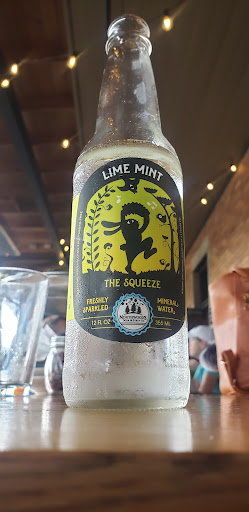 LIME MINT
THE SQUEEZE
FRESHLY SPARKLED
MINERAL WATER
12 FL OZ
355 ML